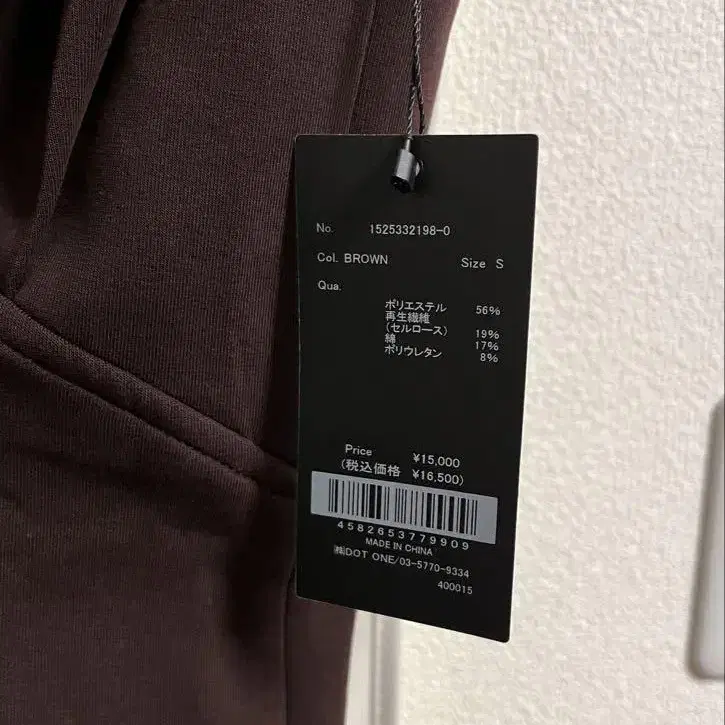 No. 1525332198-0
Col. BROWN Size S
Qua.
ポリエステル 56%
再生繊維
(セルロース) 19%
綿 17%
ポリウレタン 8%
Price ¥15,000
(税込価格 ¥16,500)
4582653779909
MADE IN CHINA
㈱DOT ONE/03-5770-9334
400015